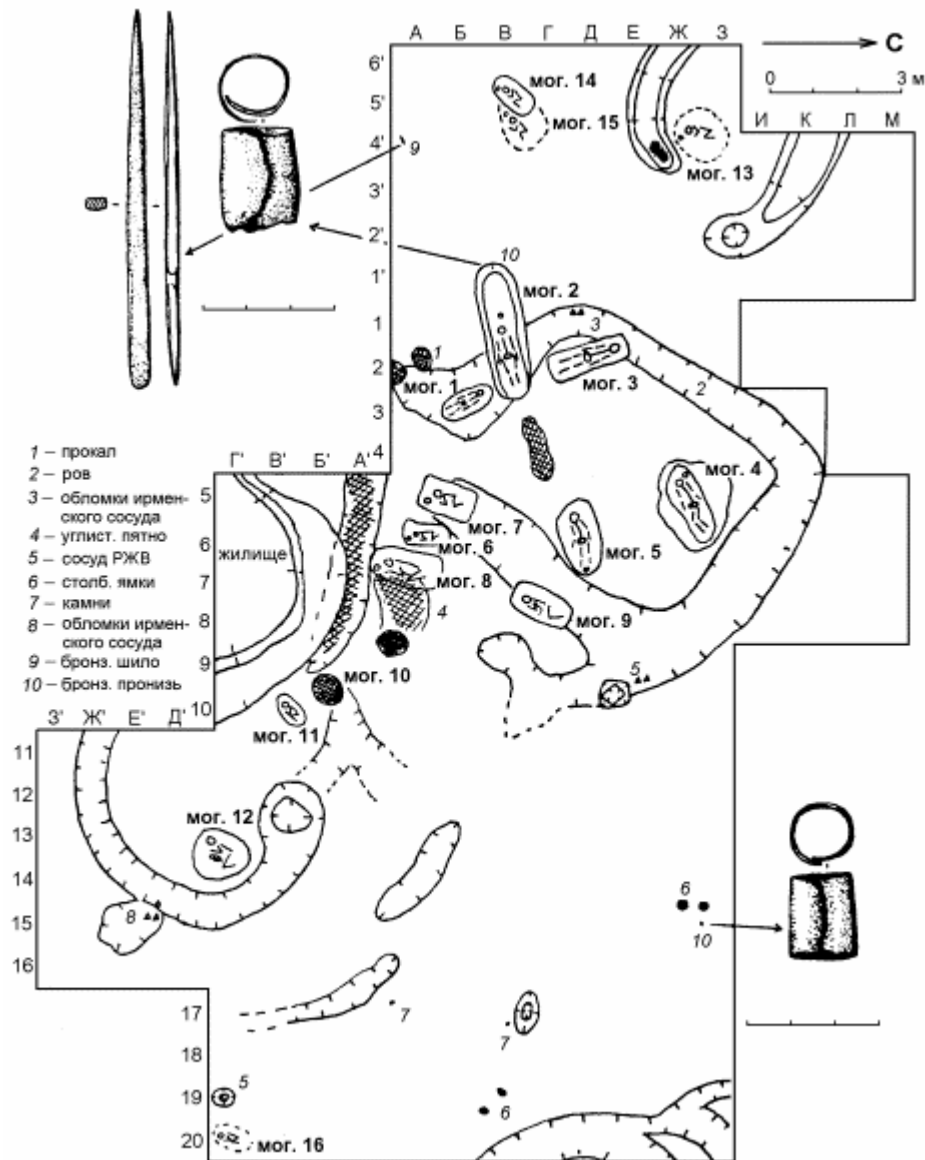 А Б В Г Д Е Ж З
С
0 3 м
И К Л М
6'
5'
4'
3'
2'
1'
1
2
3
4
мог. 14
мог. 15
мог. 13
9
10
мог. 2
3
1
мог. 1
мог. 3
2
мог. 4
1 – прокал
2 – ров
3 – обломки ирмен-
ского сосуда
4 – углист. пятно
5 – сосуд РЖВ
6 – столб. ямки
7 – камни
8 – обломки ирмен-
ского сосуда
9 – бронз. шило
10 – бронз. пронизь
Г' В' Б' А'
5
6
7
8
9
10
жилище
мог. 7
мог. 6
мог. 5
мог. 8
4
мог. 9
5
мог. 10
мог. 11
З' Ж' Е' Д'
11
12
13
14
15
16
мог. 12
8
6
10
17
18
19
20
7
7
5
6
мог. 16